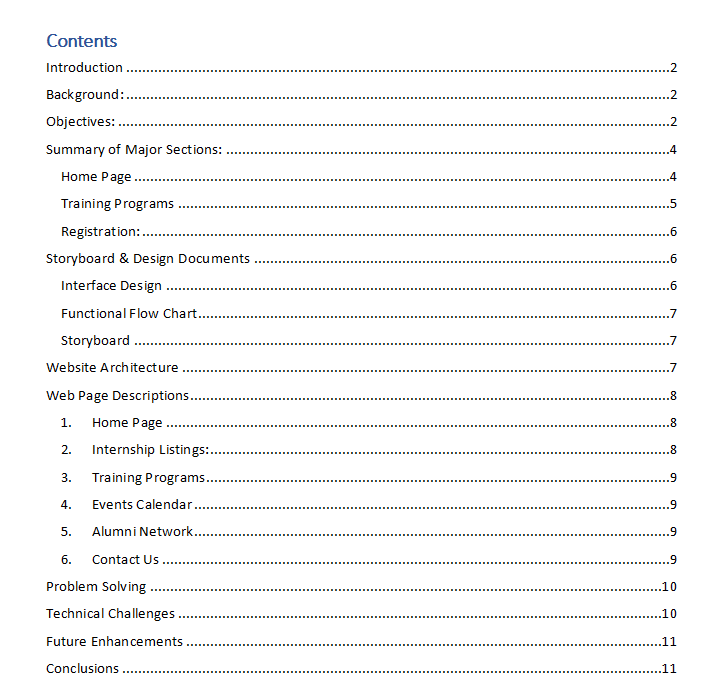 Contents
Introduction ........................................................................ 2
Background: ........................................................................ 2
Objectives: ........................................................................ 2
Summary of Major Sections: ........................................................................ 4
Home Page ........................................................................ 4
Training Programs ........................................................................ 5
Registration: ........................................................................ 6
Storyboard & Design Documents ........................................................................ 6
Interface Design ........................................................................ 6
Functional Flow Chart ........................................................................ 7
Storyboard ........................................................................ 7
Website Architecture ........................................................................ 7
Web Page Descriptions ........................................................................ 8
1. Home Page ........................................................................ 8
2. Internship Listings: ........................................................................ 8
3. Training Programs ........................................................................ 9
4. Events Calendar ........................................................................ 9
5. Alumni Network ........................................................................ 9
6. Contact Us ........................................................................ 9
Problem Solving ........................................................................ 10
Technical Challenges ........................................................................ 10
Future Enhancements ........................................................................ 11
Conclusions ........................................................................ 11